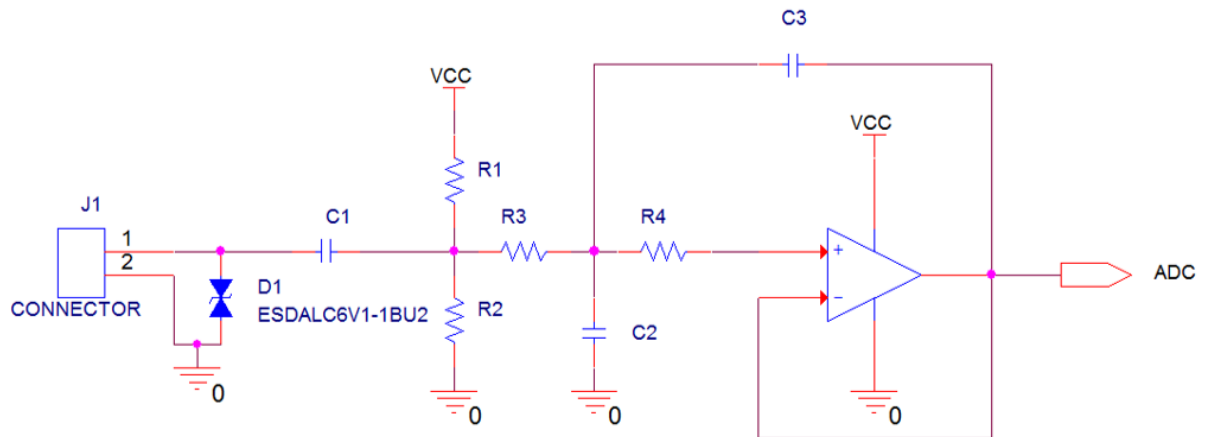 C3
VCC
VCC
R1
J1
C1
R3
R4
1
2
+
-
ADC
D1
CONNECTOR
ESDALC6V1-1BU2
R2
C2
0
0
0
0